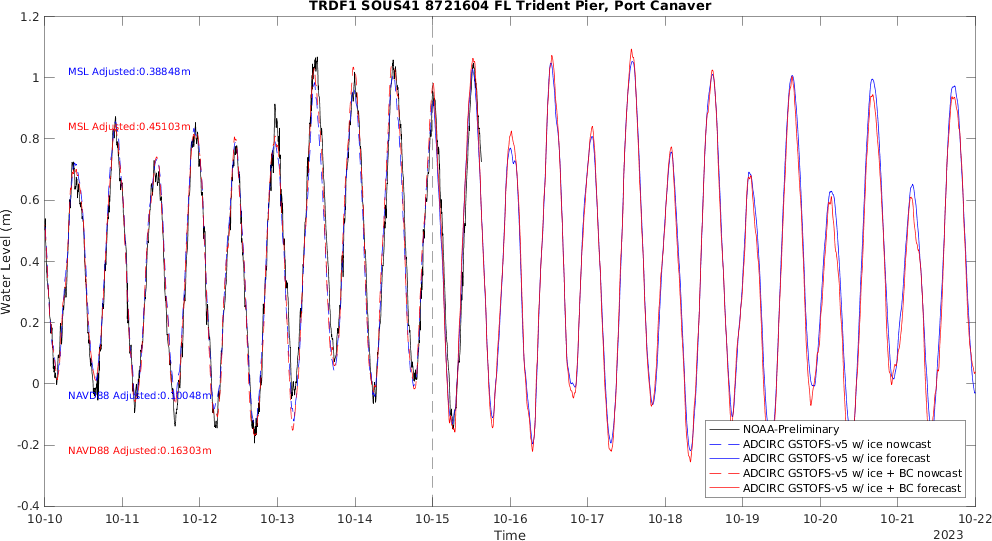 TRDF1 SOUS41 8721604 FL Trident Pier, Port Canaver
1.2
1
0.8
0.6
0.4
0.2
0
-0.2
-0.4
Water Level (m)
MSL Adjusted:0.38848m
MSL Adjusted:0.45103m
NAVD88 Adjusted:0.10048m
NAVD88 Adjusted:0.16303m
NOAA-Preliminary
ADCIRC GSTOFS-v5 w/ ice nowcast
ADCIRC GSTOFS-v5 w/ ice forecast
ADCIRC GSTOFS-v5 w/ ice + BC nowcast
ADCIRC GSTOFS-v5 w/ ice + BC forecast
10-10 10-11 10-12 10-13 10-14 10-15 10-16 10-17 10-18 10-19 10-20 10-21 10-22
Time
2023